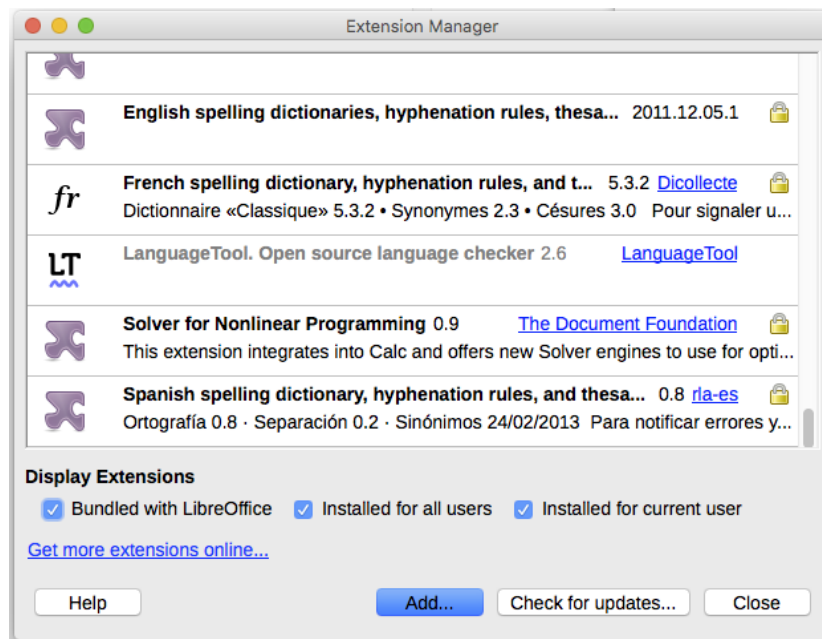 Extension Manager
English spelling dictionaries, hyphenation rules, thesa... 2011.12.05.1
fr
French spelling dictionary, hyphenation rules, and t... 5.3.2 Dicollecte
Dictionnaire «Classique» 5.3.2 • Synonymes 2.3 • Césures 3.0 Pour signaler u...
LT
LanguageTool. Open source language checker 2.6 LanguageTool
Solver for Nonlinear Programming 0.9 The Document Foundation
This extension integrates into Calc and offers new Solver engines to use for opti...
Spanish spelling dictionary, hyphenation rules, and thesa... 0.8 rla-es
Ortografía 0.8 · Separación 0.2 · Sinónimos 24/02/2013 Para notificar errores y...
Display Extensions
Bundled with LibreOffice Installed for all users Installed for current user
Get more extensions online...
Help Add... Check for updates... Close